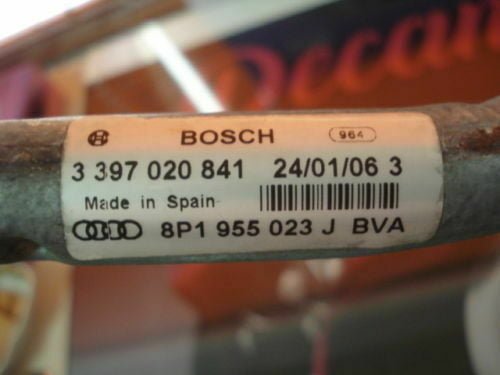 BOSCH 964
3 397 020 841 24/01/06 3
Made in Spain
8P1 955 023 J BVA